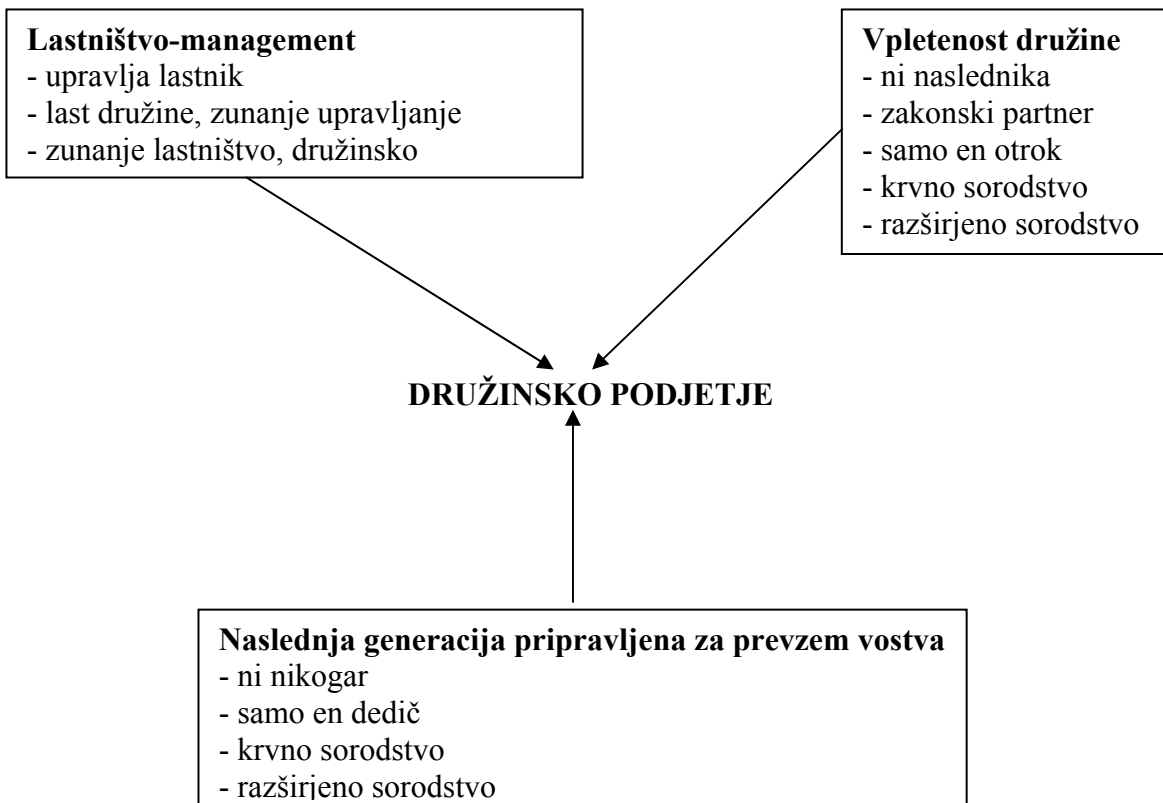 Lastništvo-management
- upravlja lastnik
- last družine, zunanje upravljanje
- zunanje lastništvo, družinsko
Vpletenost družine
- ni naslednika
- zakonski partner
- samo en otrok
- krvno sorodstvo
- razširjeno sorodstvo
DRUŽINSKO PODJETJE
Naslednja generacija pripravljena za prevzem vostva
- ni nikogar
- samo en dedič
- krvno sorodstvo
- razširjeno sorodstvo